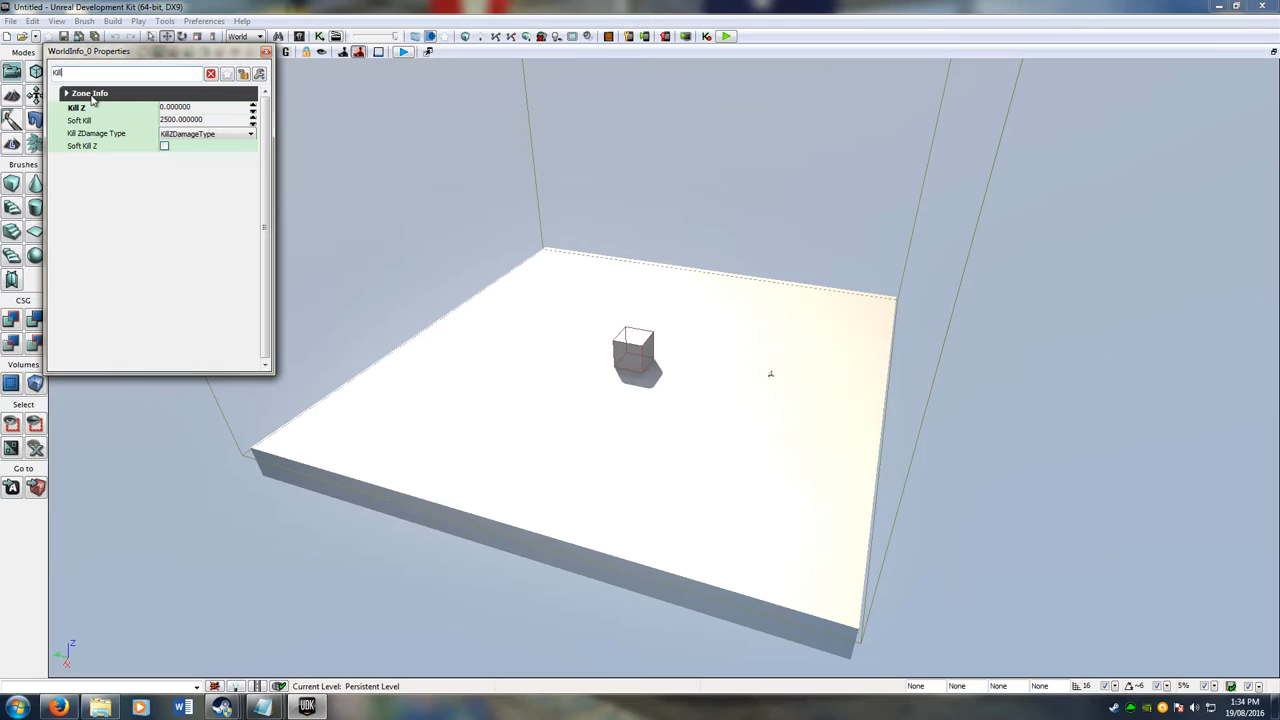 Untitled - Unreal Development Kit (64-bit, DX9)
File Edit View Brush Build Play Tools Preferences Help
World
Modes
WorldInfo_0 Properties
Kill
Zone Info
Kill Z 0.000000
Soft Kill 2500.000000
Kill ZDamage Type KillZDamageType
Soft Kill Z
Brushes
CSG
Volumes
Select
Go to
G
Z
X
Current Level: Persistent Level
None None None None 16 ~6 5%
W
UDK
1:34 PM
19/08/2016